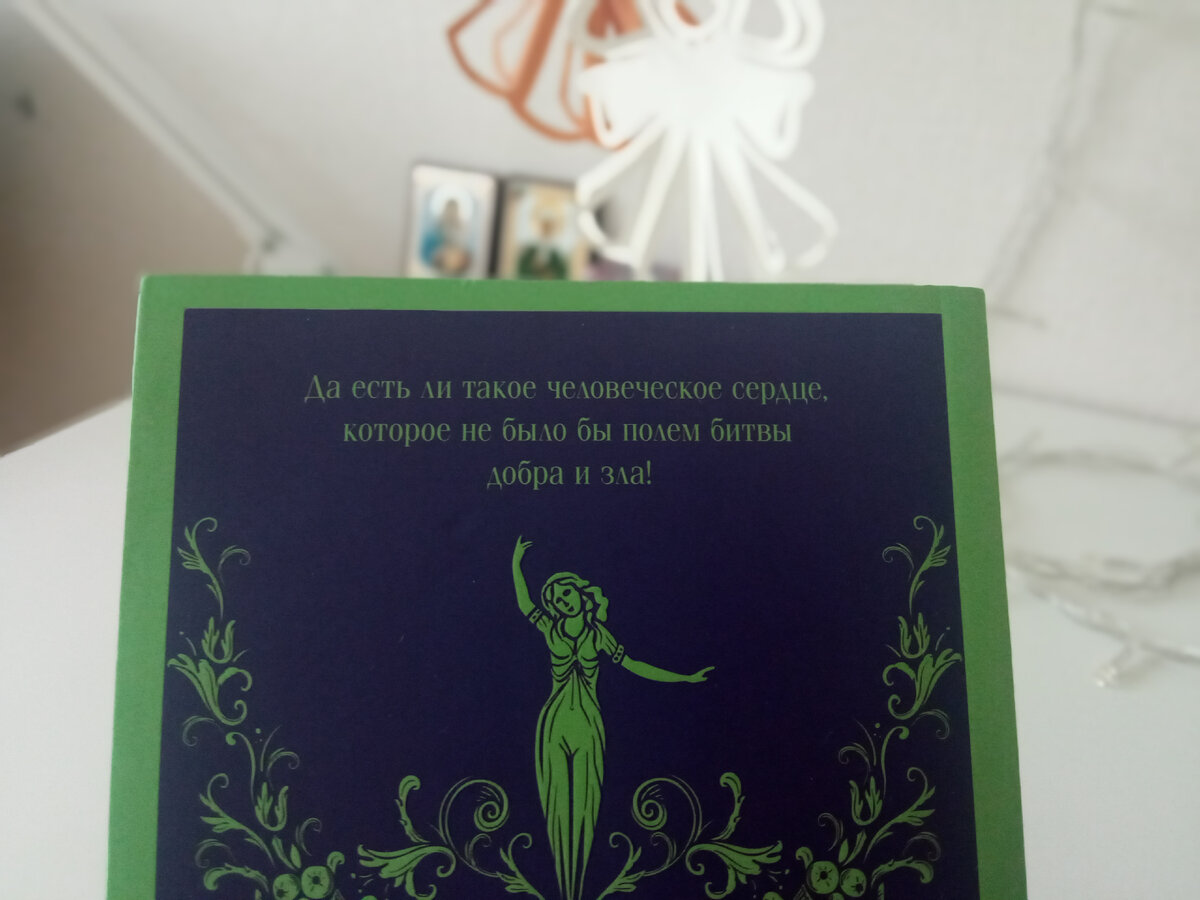 Да есть ли такое человеческое сердце,
которое не было бы полем битвы
добра и зла!